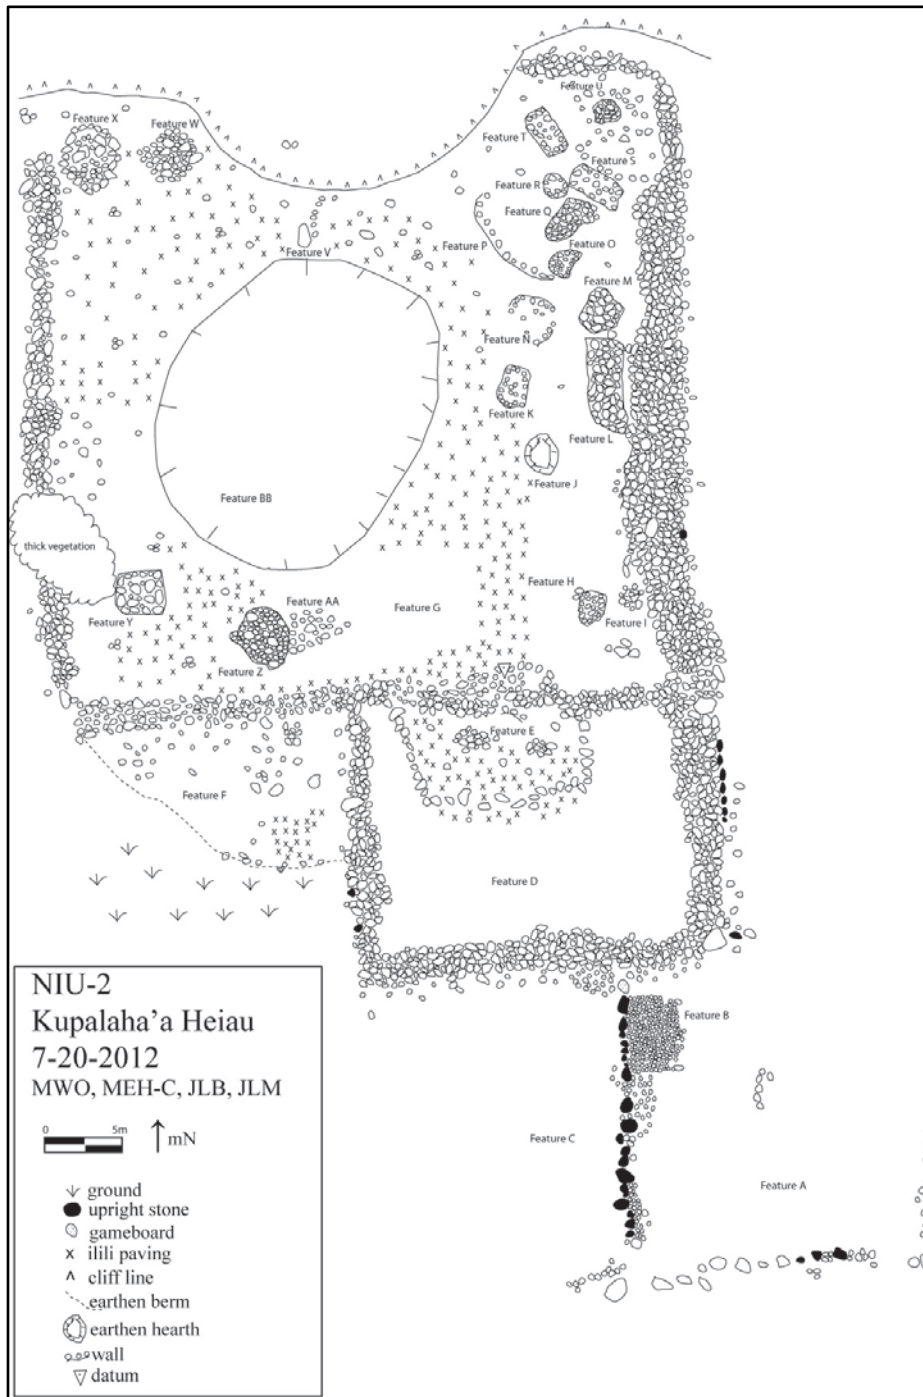 Feature U
Feature X
Feature W
Feature T
Feature S
Feature R
Feature Q
Feature P
Feature O
Feature V
Feature M
Feature N
Feature K
Feature L
Feature J
Feature BB
thick vegetation
Feature H
Feature AA
Feature G
Feature Y
Feature I
Feature Z
Feature E
Feature F
Feature D
Feature B
Feature C
Feature A
NIU-2
Kupalaha'a Heiau
7-20-2012
MWO, MEH-C, JLB, JLM
0 5m
mN
ground
upright stone
gameboard
x ilili paving
^ cliff line
earthen berm
earthen hearth
wall
datum